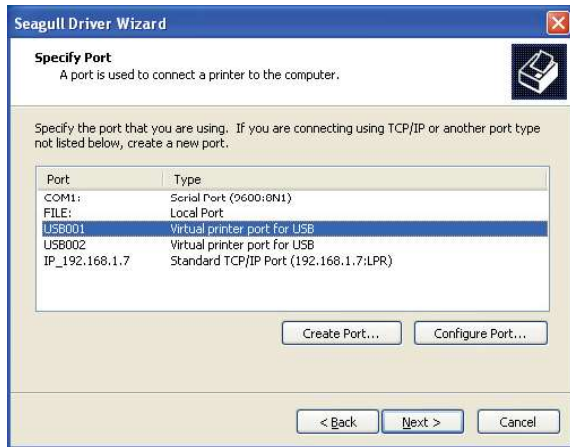 Seagull Driver Wizard
Specify Port
A port is used to connect a printer to the computer.
Specify the port that you are using. If you are connecting using TCP/IP or another port type
not listed below, create a new port.
Port Type
COM1: Serial Port (9600:8N1)
FILE: Local Port
USB001 Virtual printer port for USB
USB002 Virtual printer port for USB
IP_192.168.1.7 Standard TCP/IP Port (192.168.1.7:LPR)
Create Port... Configure Port...
< Back Next > Cancel